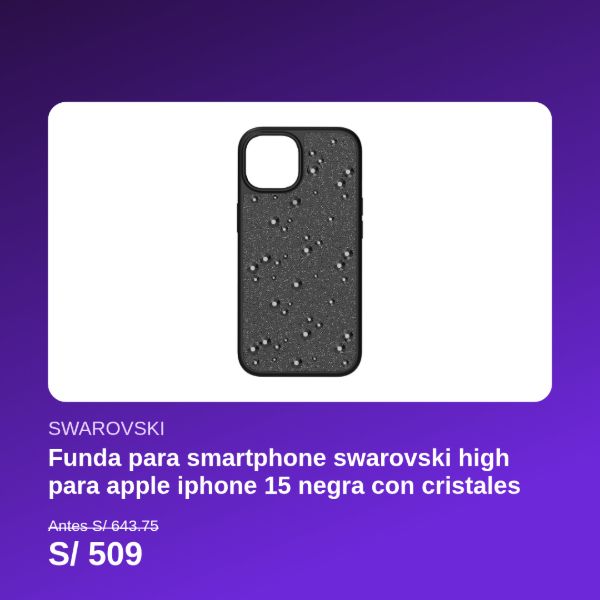 SWAROVSKI
Funda para smartphone swarovski high
para apple iphone 15 negra con cristales
Antes S/ 643.75
S/ 509